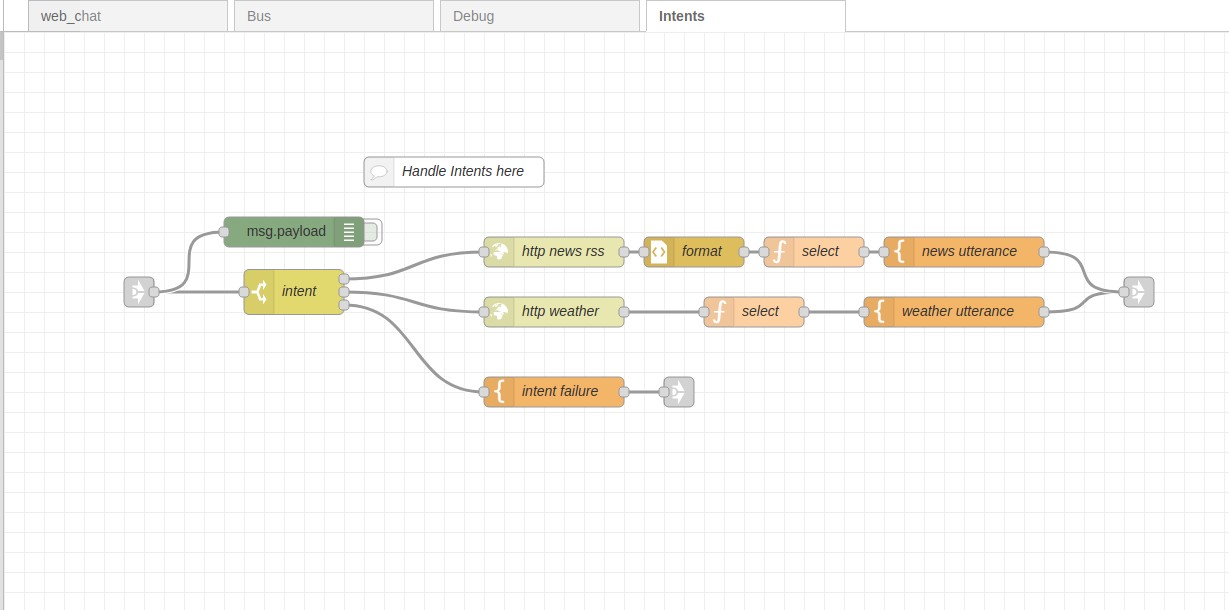 web_chat
Bus
Debug
Intents
Handle Intents here
msg.payload
http news rss
format
select
news utterance
intent
http weather
select
weather utterance
intent failure